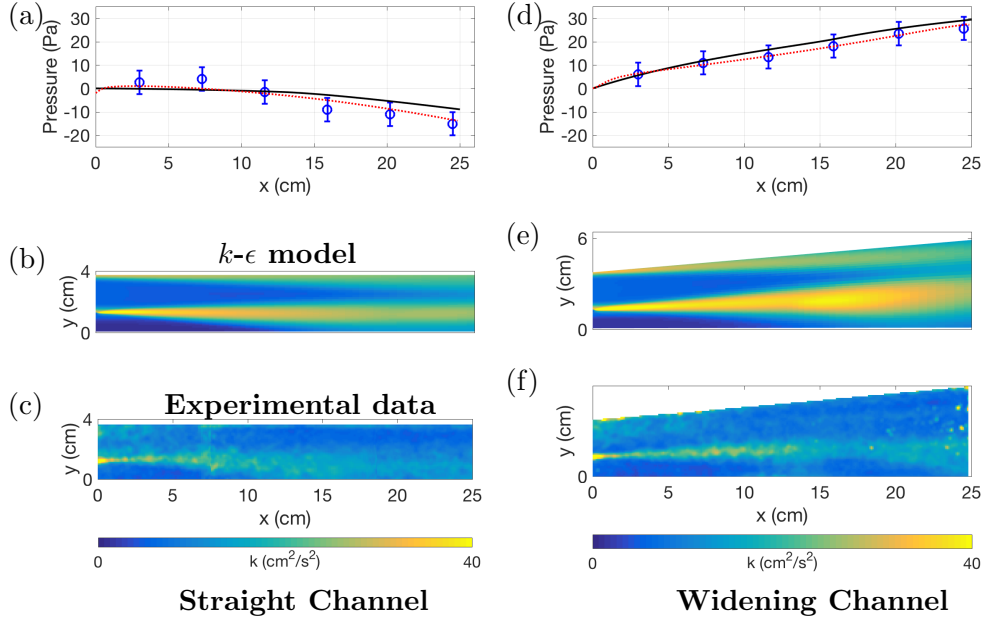 (a)
Pressure (Pa)
30
20
10
0
-10
-20
0 5 10 15 20 25
x (cm)
(d)
Pressure (Pa)
30
20
10
0
-10
-20
0 5 10 15 20 25
x (cm)
(b)
k-ϵ model
y (cm)
4
0
(e)
y (cm)
6
0
(c)
Experimental data
y (cm)
4
0
0 5 10 15 20 25
x (cm)
(f)
y (cm)
0
0 5 10 15 20 25
x (cm)
0 k (cm²/s²) 40
0 k (cm²/s²) 40
Straight Channel
Widening Channel